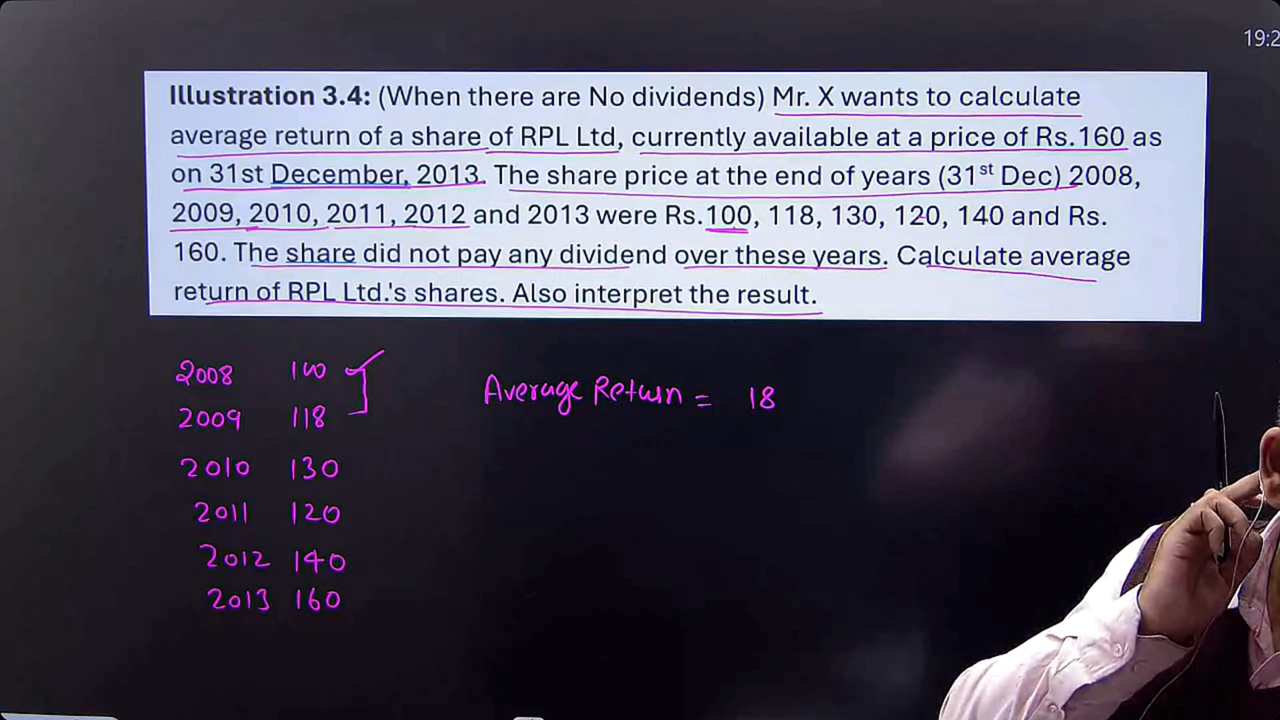 19:2
Illustration 3.4: (When there are No dividends) Mr. X wants to calculate
average return of a share of RPL Ltd, currently available at a price of Rs.160 as
on 31st December, 2013. The share price at the end of years (31st Dec) 2008,
2009, 2010, 2011, 2012 and 2013 were Rs.100, 118, 130, 120, 140 and Rs.
160. The share did not pay any dividend over these years. Calculate average
return of RPL Ltd.'s shares. Also interpret the result.
2008 100
Average Return = 18
2009 118
2010 130
2011 120
2012 140
2013 160